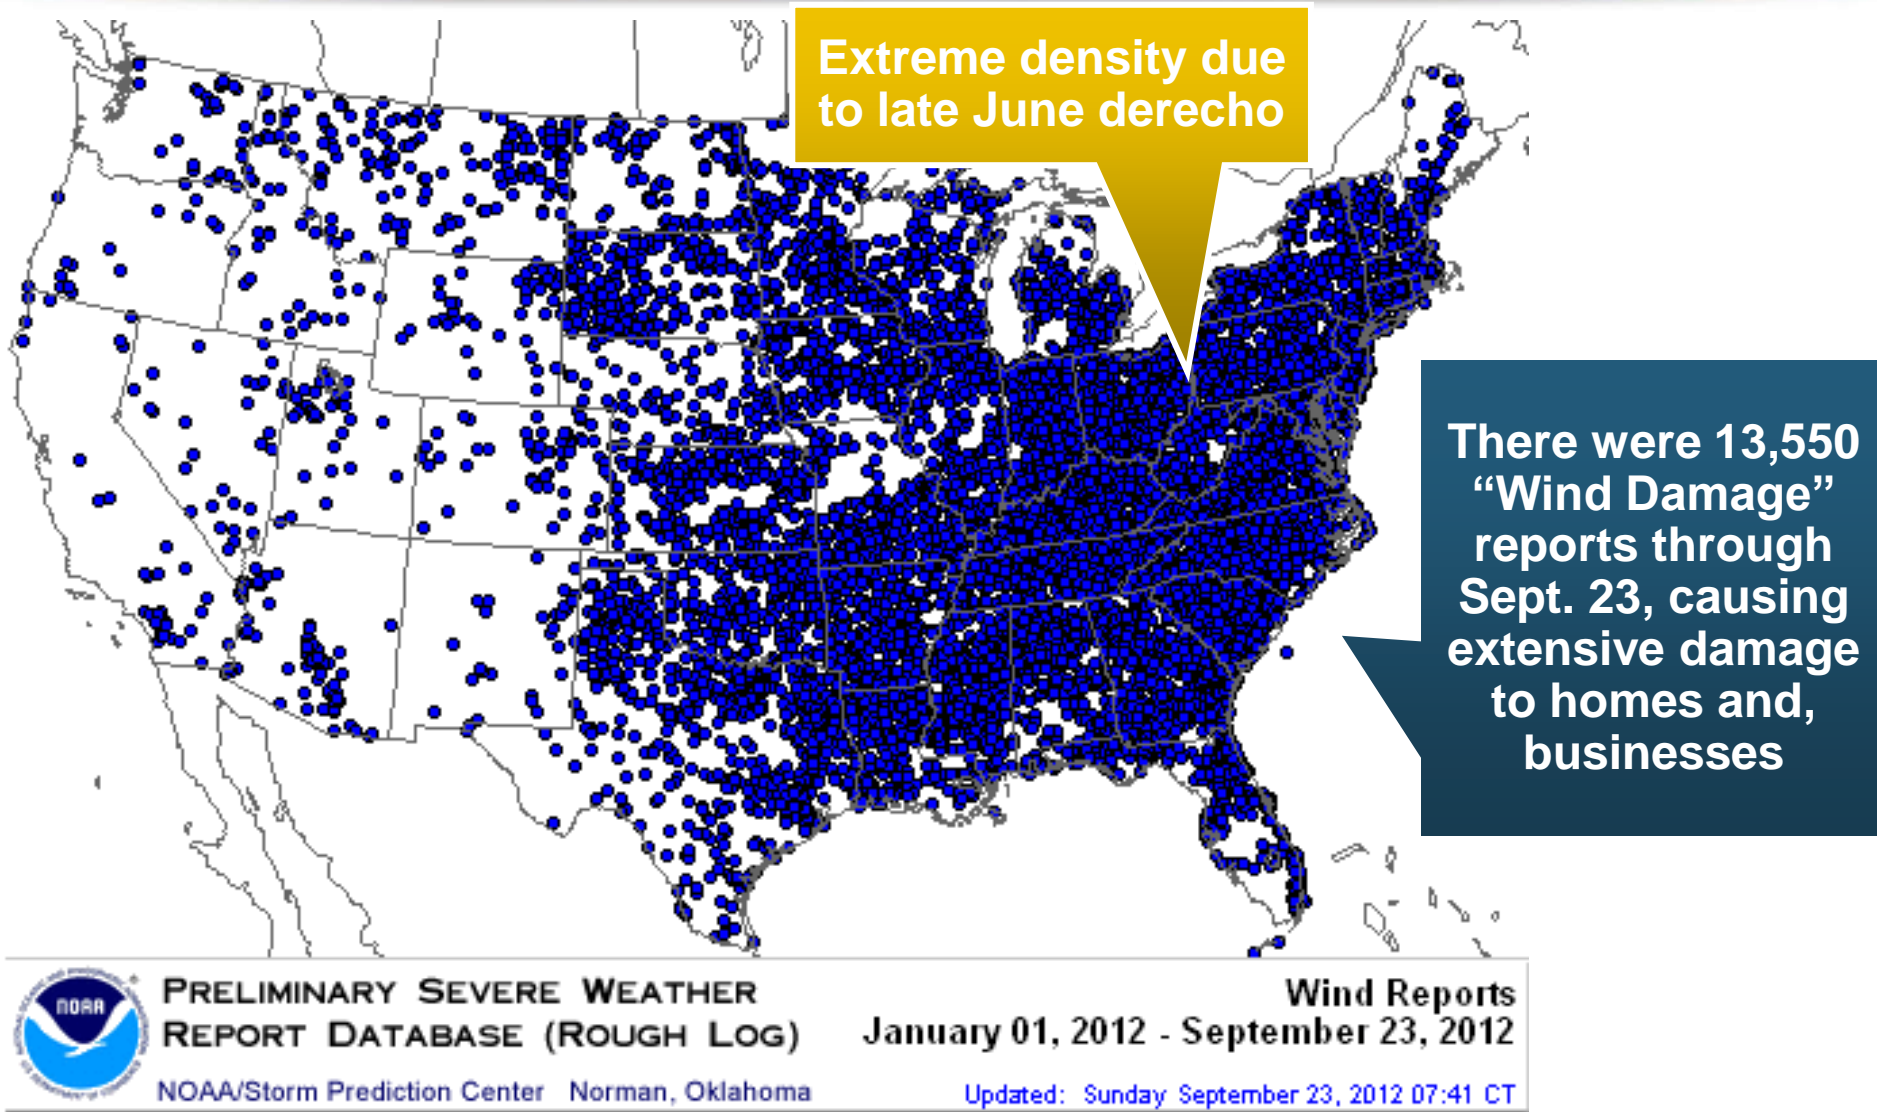 Extreme density due
to late June derecho
There were 13,550
“Wind Damage”
reports through
Sept. 23, causing
extensive damage
to homes and,
businesses
NOAA
PRELIMINARY SEVERE WEATHER
REPORT DATABASE (ROUGH LOG)
NOAA/Storm Prediction Center Norman, Oklahoma
Wind Reports
January 01, 2012 - September 23, 2012
Updated: Sunday September 23, 2012 07:41 CT